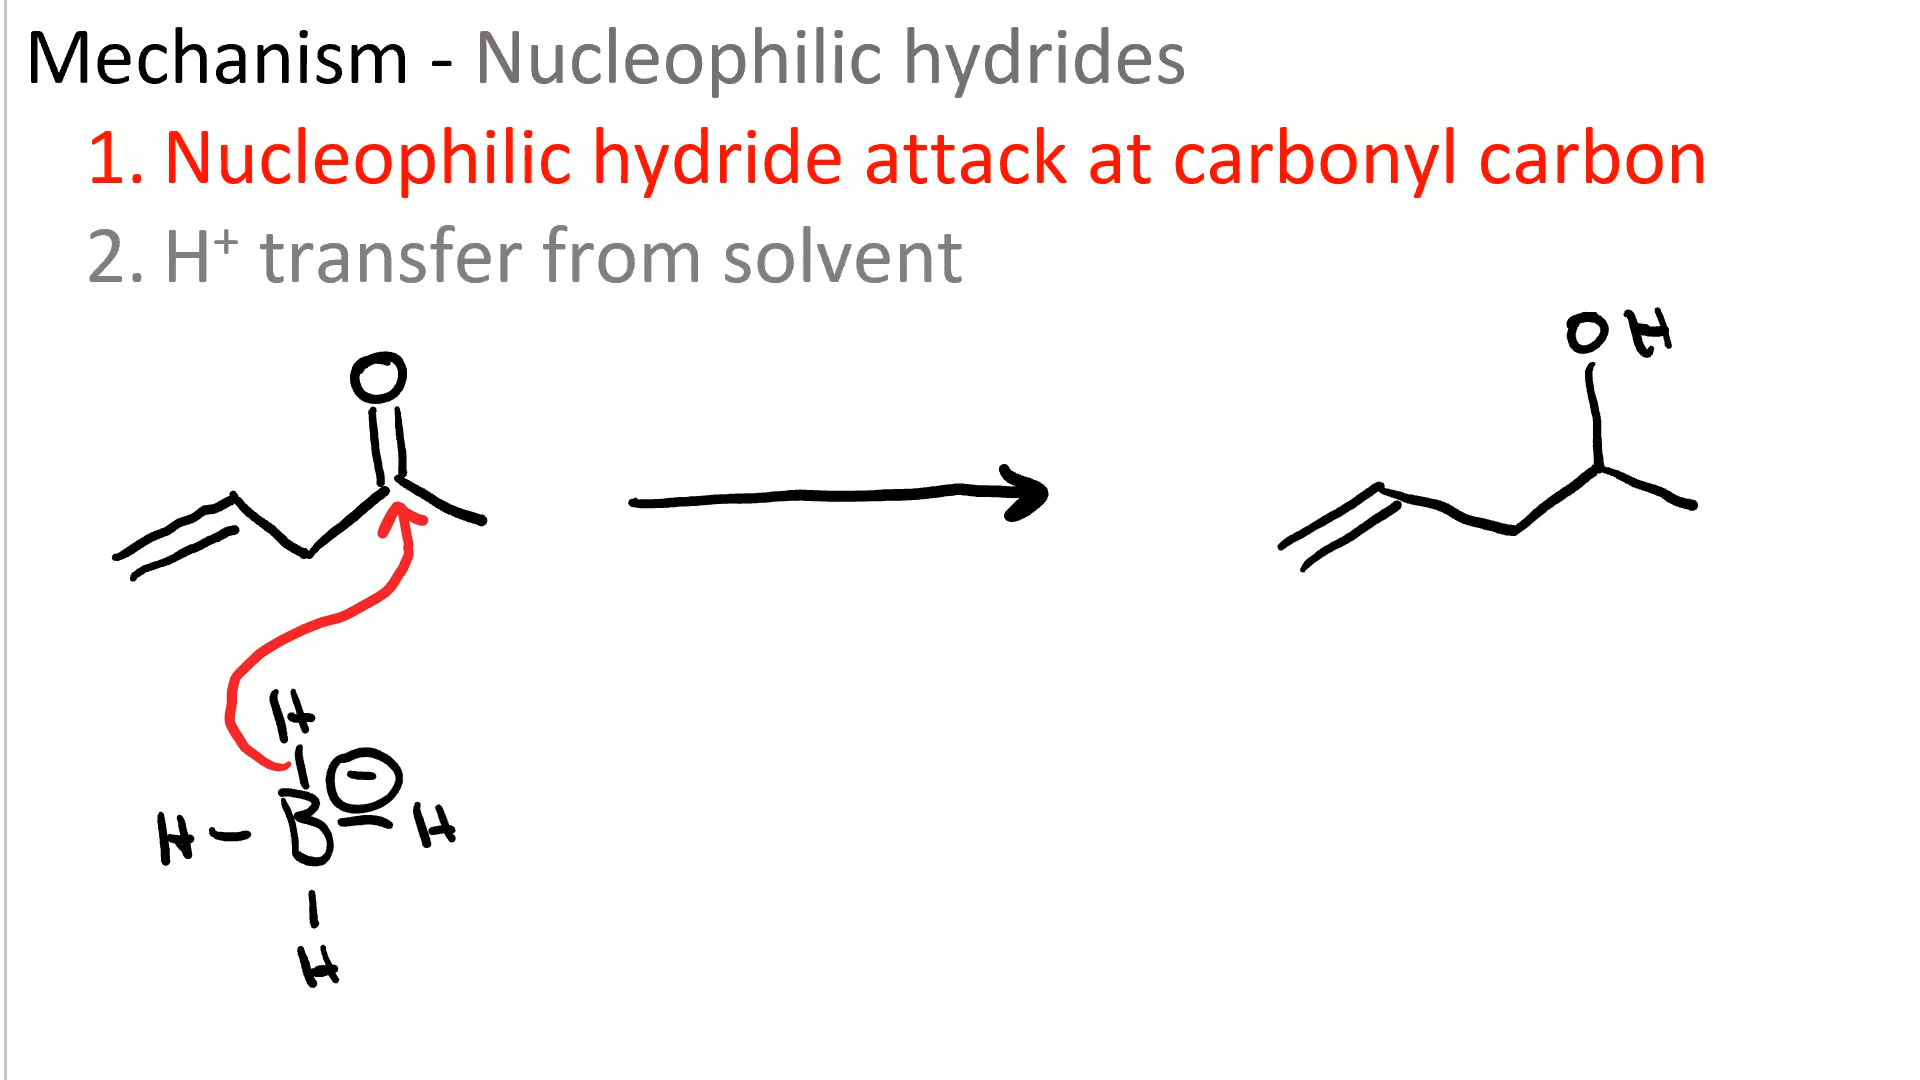 Mechanism - Nucleophilic hydrides
1. Nucleophilic hydride attack at carbonyl carbon
2. H⁺ transfer from solvent
OH
O
H
H - B ⊖ H
H